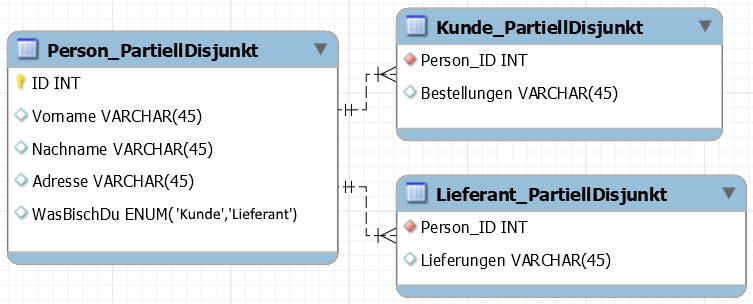 Person_PartiellDisjunkt
ID INT
Vorname VARCHAR(45)
Nachname VARCHAR(45)
Adresse VARCHAR(45)
WasBischDu ENUM('Kunde','Lieferant')
Kunde_PartiellDisjunkt
Person_ID INT
Bestellungen VARCHAR(45)
Lieferant_PartiellDisjunkt
Person_ID INT
Lieferungen VARCHAR(45)